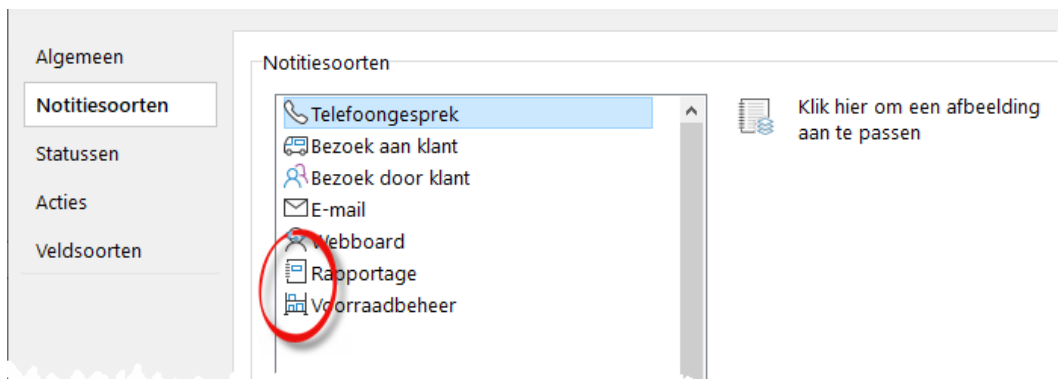 Algemeen
Notitiesoorten
Statussen
Acties
Veldsoorten
Notitiesoorten
Telefoongesprek
Bezoek aan klant
Bezoek door klant
E-mail
Webboard
Rapportage
Voorraadbeheer
Klik hier om een afbeelding
aan te passen